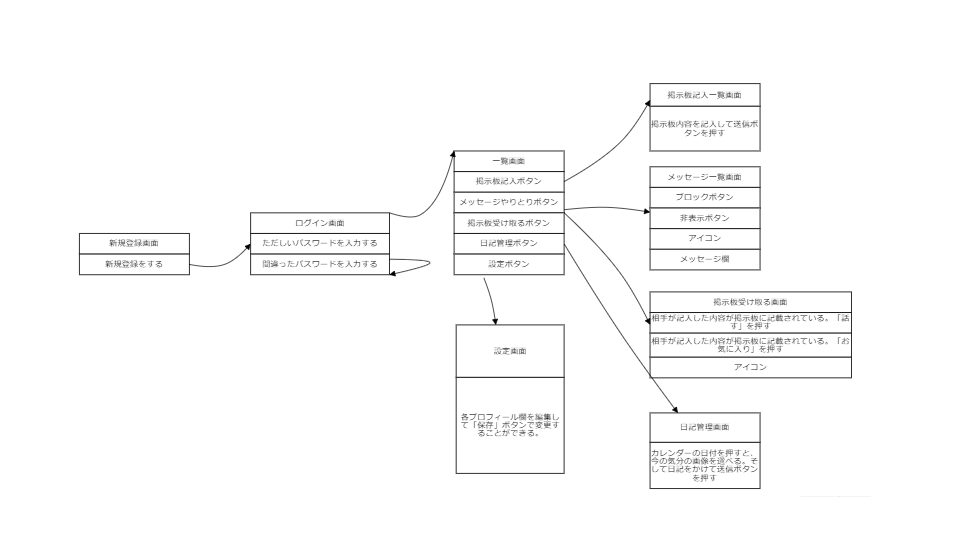 新規登録画面
新規登録をする
ログイン画面
ただしいパスワードを入力する
間違ったパスワードを入力する
一覧画面
掲示板記入ボタン
メッセージやりとりボタン
掲示板受け取るボタン
日記管理ボタン
設定ボタン
設定画面
各プロフィール欄を編集し
て「保存」ボタンで変更す
ることができる。
掲示板記入一覧画面
掲示板内容を記入して送信ボ
タンを押す
メッセージ一覧画面
ブロックボタン
非表示ボタン
アイコン
メッセージ欄
掲示板受け取る画面
相手が記入した内容が掲示板に記載されている。「話
す」を押す
相手が記入した内容が掲示板に記載されている。「お
気に入り」を押す
アイコン
日記管理画面
カレンダーの日付を押すと、
今の気分の画像を選べる。そ
して日記をかけて送信ボタン
を押す